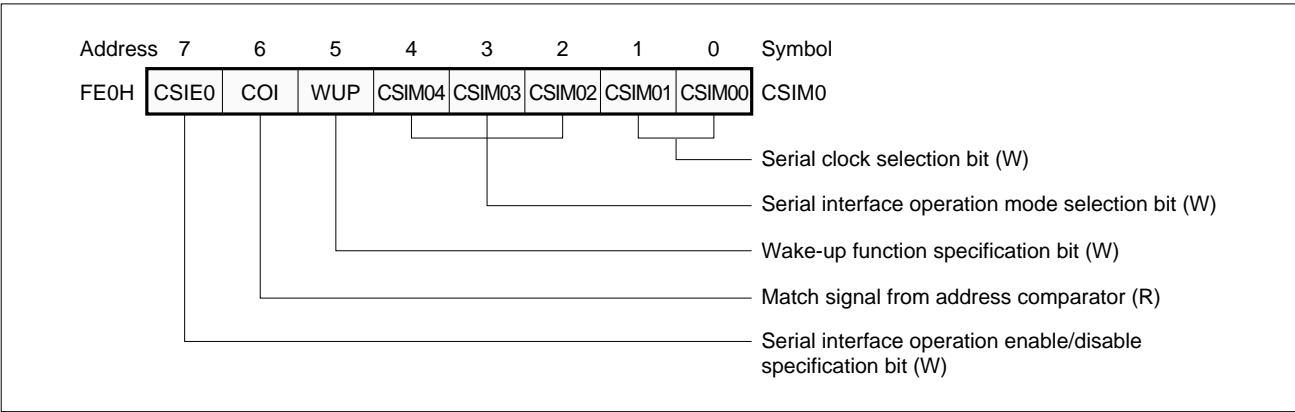 Address 7 6 5 4 3 2 1 0 Symbol
FE0H CSIE0 COI WUP CSIM04 CSIM03 CSIM02 CSIM01 CSIM00 CSIM0
Serial clock selection bit (W)
Serial interface operation mode selection bit (W)
Wake-up function specification bit (W)
Match signal from address comparator (R)
Serial interface operation enable/disable
specification bit (W)